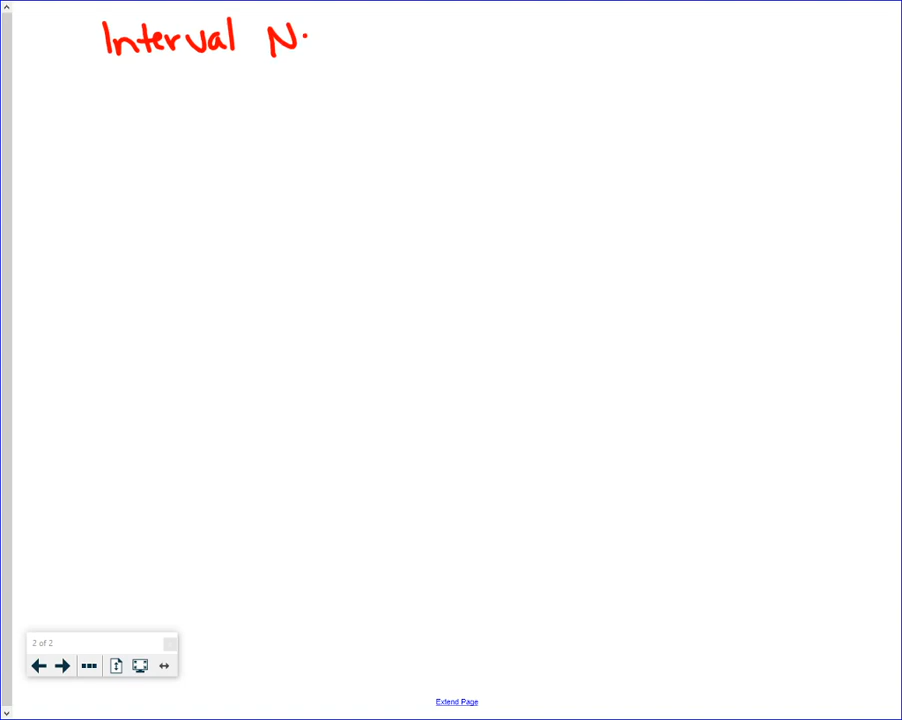 Interval N.
2 of 2
Extend Page